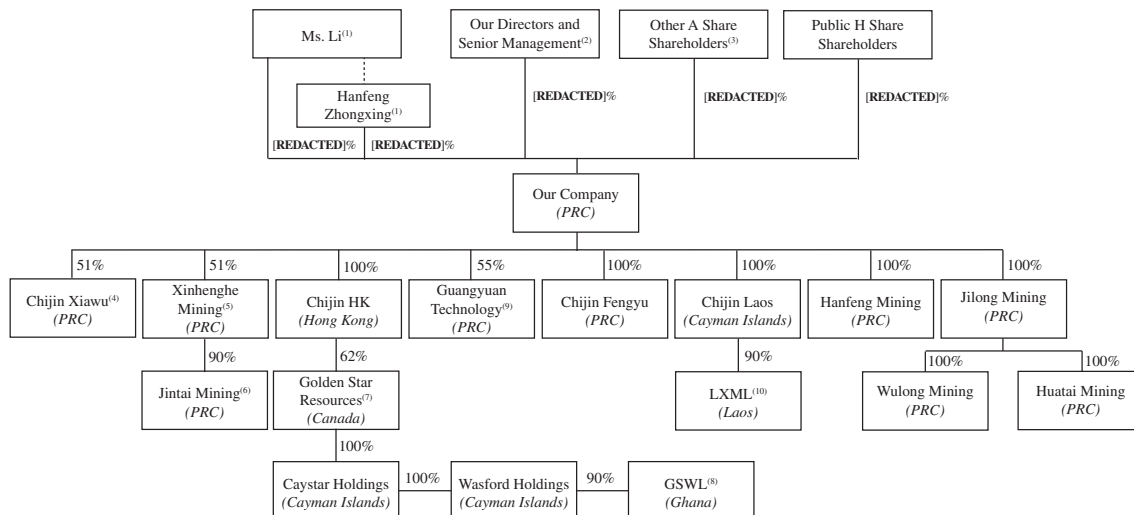 Ms. Li(1)
Our Directors and
Senior Management(2)
Other A Share
Shareholders(3)
Public H Share
Shareholders
Hanfeng
Zhongxing(1)
[REDACTED]%
[REDACTED]%
[REDACTED]%
[REDACTED]%
[REDACTED]%
Our Company
(PRC)
51%
51%
100%
55%
100%
100%
100%
100%
Chijin Xiawu(4)
(PRC)
Xinhenghe
Mining(5)
(PRC)
Chijin HK
(Hong Kong)
Guangyuan
Technology(9)
(PRC)
Chijin Fengyu
(PRC)
Chijin Laos
(Cayman Islands)
Hanfeng Mining
(PRC)
Jilong Mining
(PRC)
90%
62%
90%
100%
100%
Jintai Mining(6)
(PRC)
Golden Star
Resources(7)
(Canada)
LXML(10)
(Laos)
Wulong Mining
(PRC)
Huatai Mining
(PRC)
100%
Caystar Holdings
(Cayman Islands)
100%
Wasford Holdings
(Cayman Islands)
90%
GSWL(8)
(Ghana)